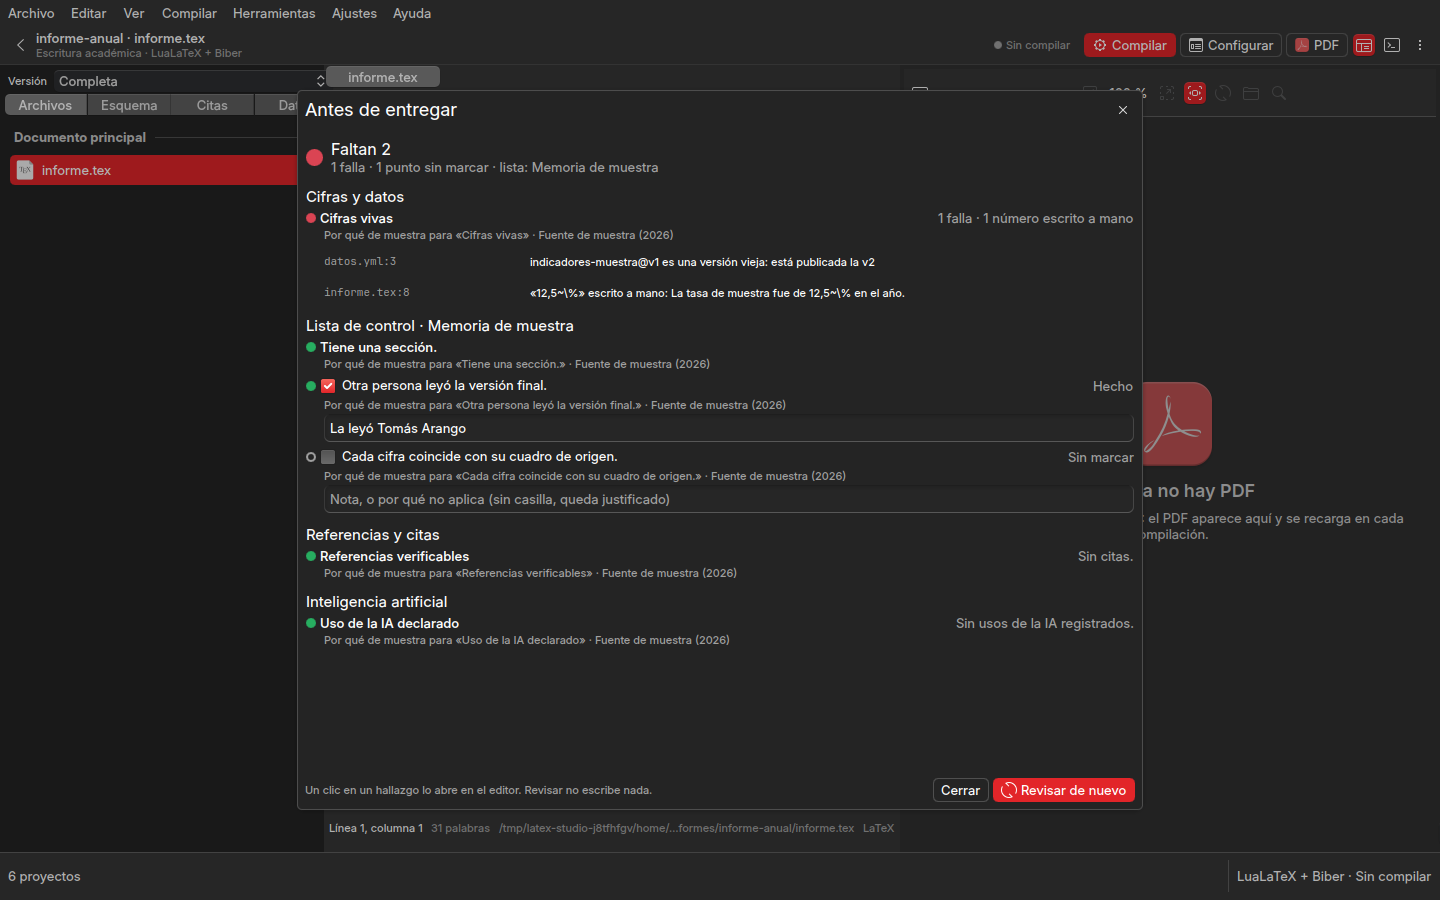 Archivo Editar Ver Compilar Herramientas Ajustes Ayuda
informe-anual · informe.tex
Escritura académica · LuaLaTeX + Biber
Sin compilar Compilar Configurar PDF
Versión Completa
informe.tex
Archivos Esquema Citas
Documento principal
informe.tex
Antes de entregar
Faltan 2
1 falla · 1 punto sin marcar · lista: Memoria de muestra
Cifras y datos
Cifras vivas 1 falla · 1 número escrito a mano
Por qué de muestra para «Cifras vivas» · Fuente de muestra (2026)
datos.yml:3 indicadores-muestra@v1 es una versión vieja: está publicada la v2
informe.tex:8 «12,5~\%» escrito a mano: La tasa de muestra fue de 12,5~\% en el año.
Lista de control · Memoria de muestra
Tiene una sección.
Por qué de muestra para «Tiene una sección.» · Fuente de muestra (2026)
Otra persona leyó la versión final. Hecho
Por qué de muestra para «Otra persona leyó la versión final.» · Fuente de muestra (2026)
La leyó Tomás Arango
Cada cifra coincide con su cuadro de origen. Sin marcar
Por qué de muestra para «Cada cifra coincide con su cuadro de origen.» · Fuente de muestra (2026)
Nota, o por qué no aplica (sin casilla, queda justificado)
Referencias y citas
Referencias verificables Sin citas.
Por qué de muestra para «Referencias verificables» · Fuente de muestra (2026)
Inteligencia artificial
Uso de la IA declarado Sin usos de la IA registrados.
Por qué de muestra para «Uso de la IA declarado» · Fuente de muestra (2026)
Un clic en un hallazgo lo abre en el editor. Revisar no escribe nada.
Cerrar Revisar de nuevo
no hay PDF
el PDF aparece aquí y se recarga en cada
Línea 1, columna 1 31 palabras /tmp/latex-studio-j8tfhfgv/home/...formes/informe-anual/informe.tex LaTeX
6 proyectos
LuaLaTeX + Biber · Sin compilar